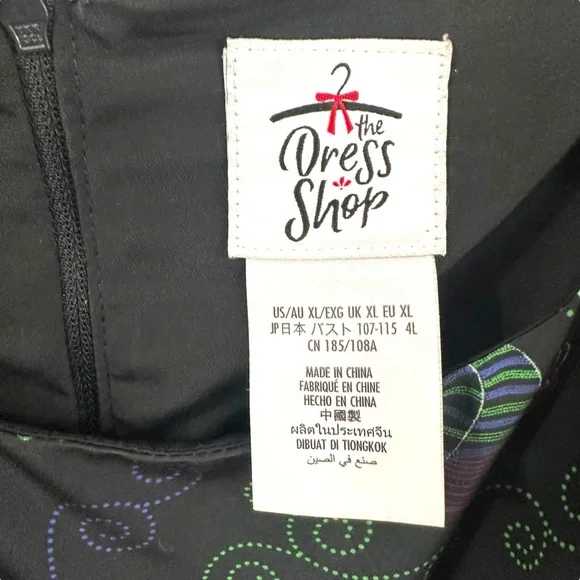 the
Dress
Shop
US/AU XL/EXG UK XL EU XL
JP日本 バスト 107-115 4L
CN 185/108A
MADE IN CHINA
FABRIQUÉ EN CHINE
HECHO EN CHINA
中國製
ผลิตในประเทศจีน
DIBUAT DI TIONGKOK
صنع في الصين